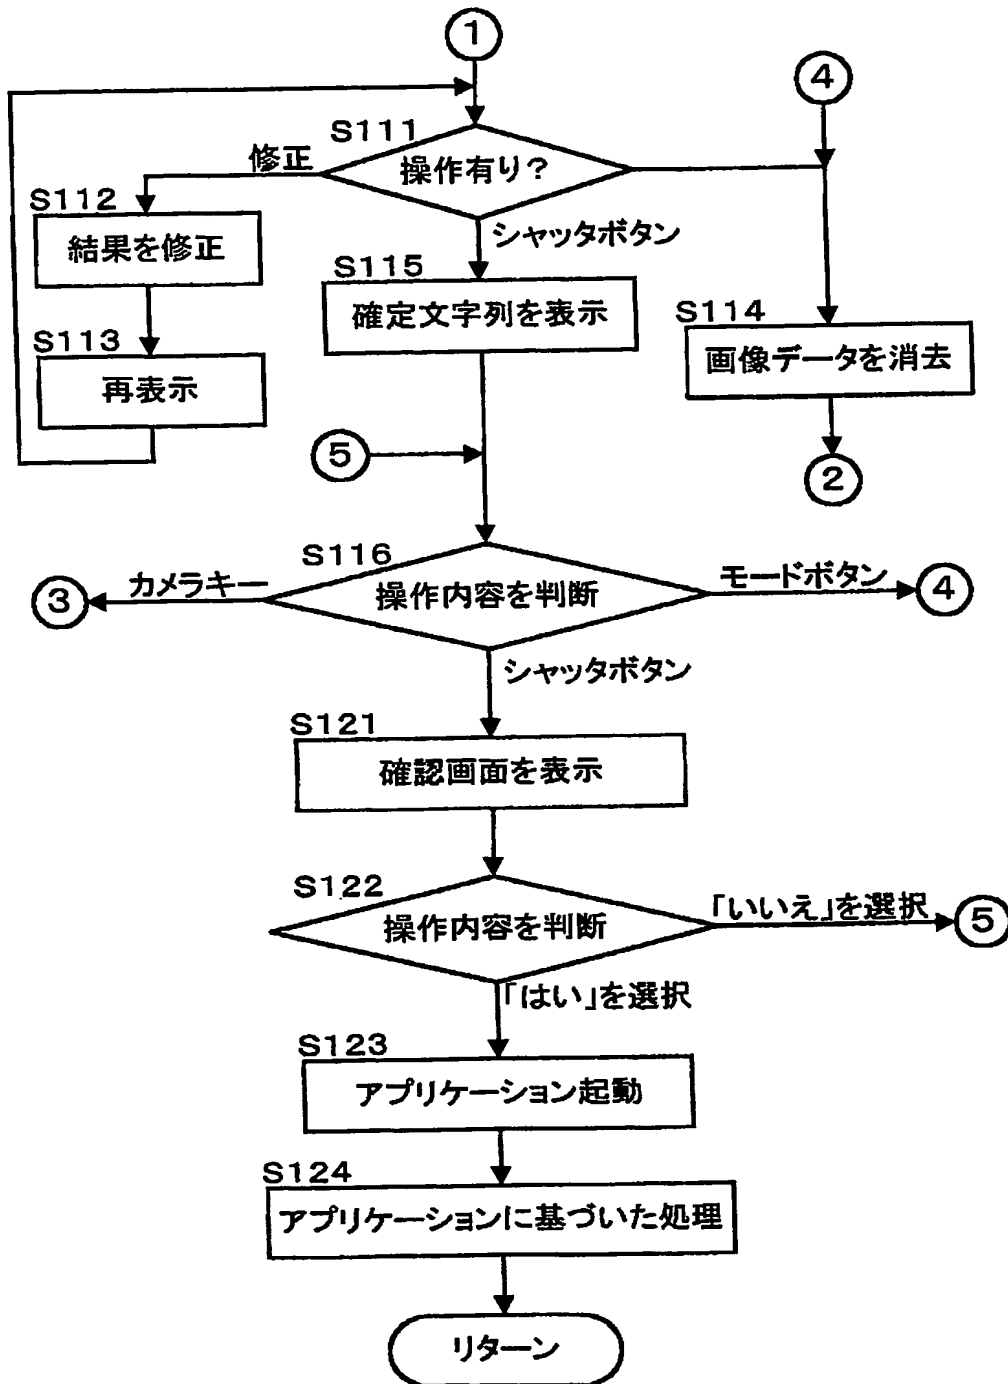 ①
④
S111
修正
操作有り？
S112
シャッタボタン
結果を修正
S115
確定文字列を表示
S114
画像データを消去
S113
再表示
⑤
②
S116
③
カメラキー
操作内容を判断
モードボタン
④
シャッタボタン
S121
確認画面を表示
S122
操作内容を判断
「いいえ」を選択
⑤
「はい」を選択
S123
アプリケーション起動
S124
アプリケーションに基づいた処理
リターン